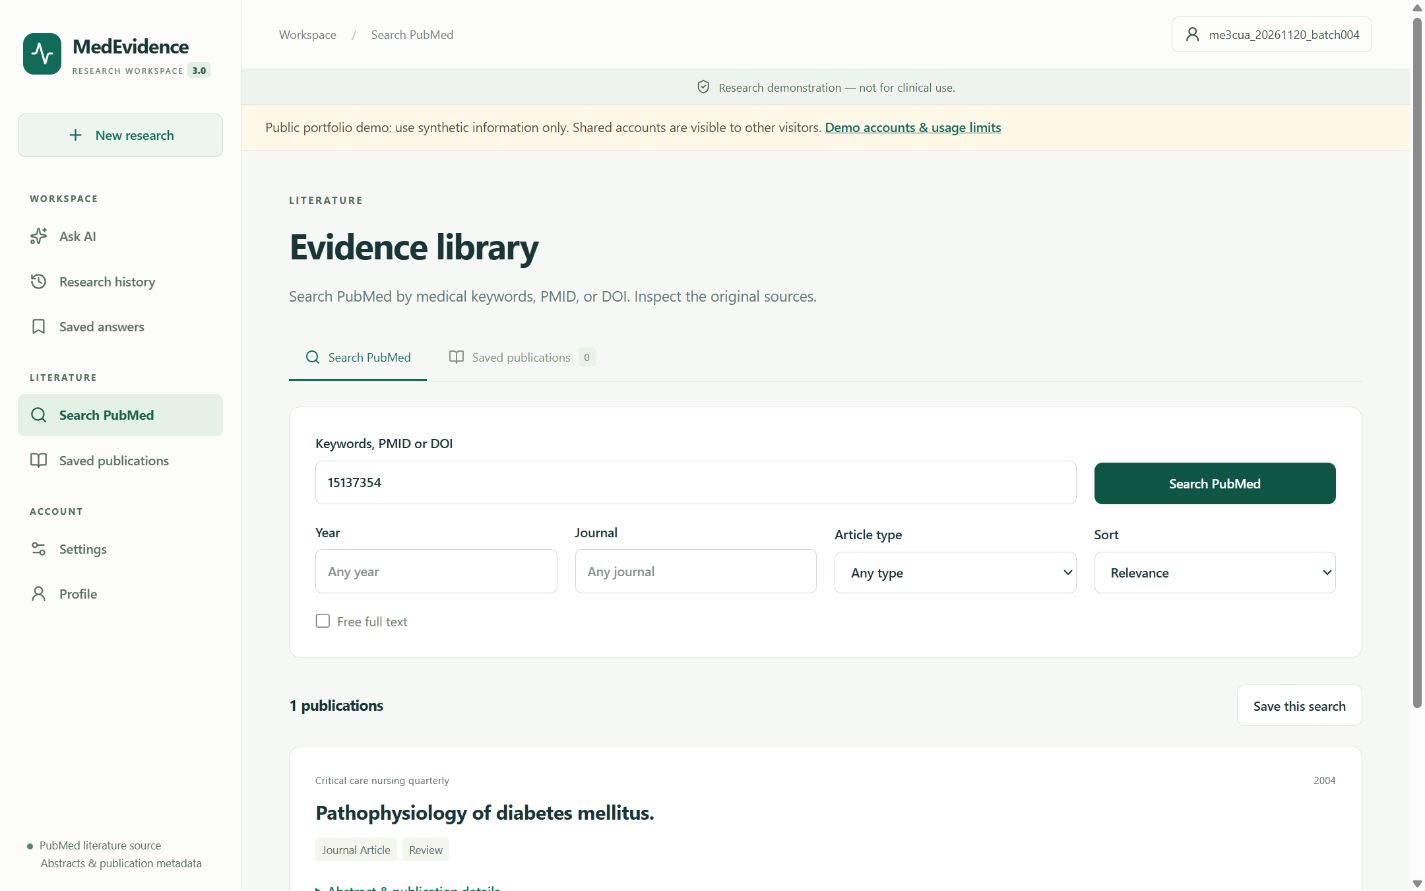 MedEvidence
RESEARCH WORKSPACE 3.0
New research
WORKSPACE
Ask AI
Research history
Saved answers
LITERATURE
Search PubMed
Saved publications
ACCOUNT
Settings
Profile
PubMed literature source
Abstracts & publication metadata
Workspace / Search PubMed
me3cua_20261120_batch004
Research demonstration — not for clinical use.
Public portfolio demo: use synthetic information only. Shared accounts are visible to other visitors. Demo accounts & usage limits
LITERATURE
Evidence library
Search PubMed by medical keywords, PMID, or DOI. Inspect the original sources.
Search PubMed Saved publications 0
Keywords, PMID or DOI
15137354 Search PubMed
Year Journal Article type Sort
Any year Any journal Any type Relevance
Free full text
1 publications Save this search
Critical care nursing quarterly 2004
Pathophysiology of diabetes mellitus.
Journal Article Review
Abstract & publication details